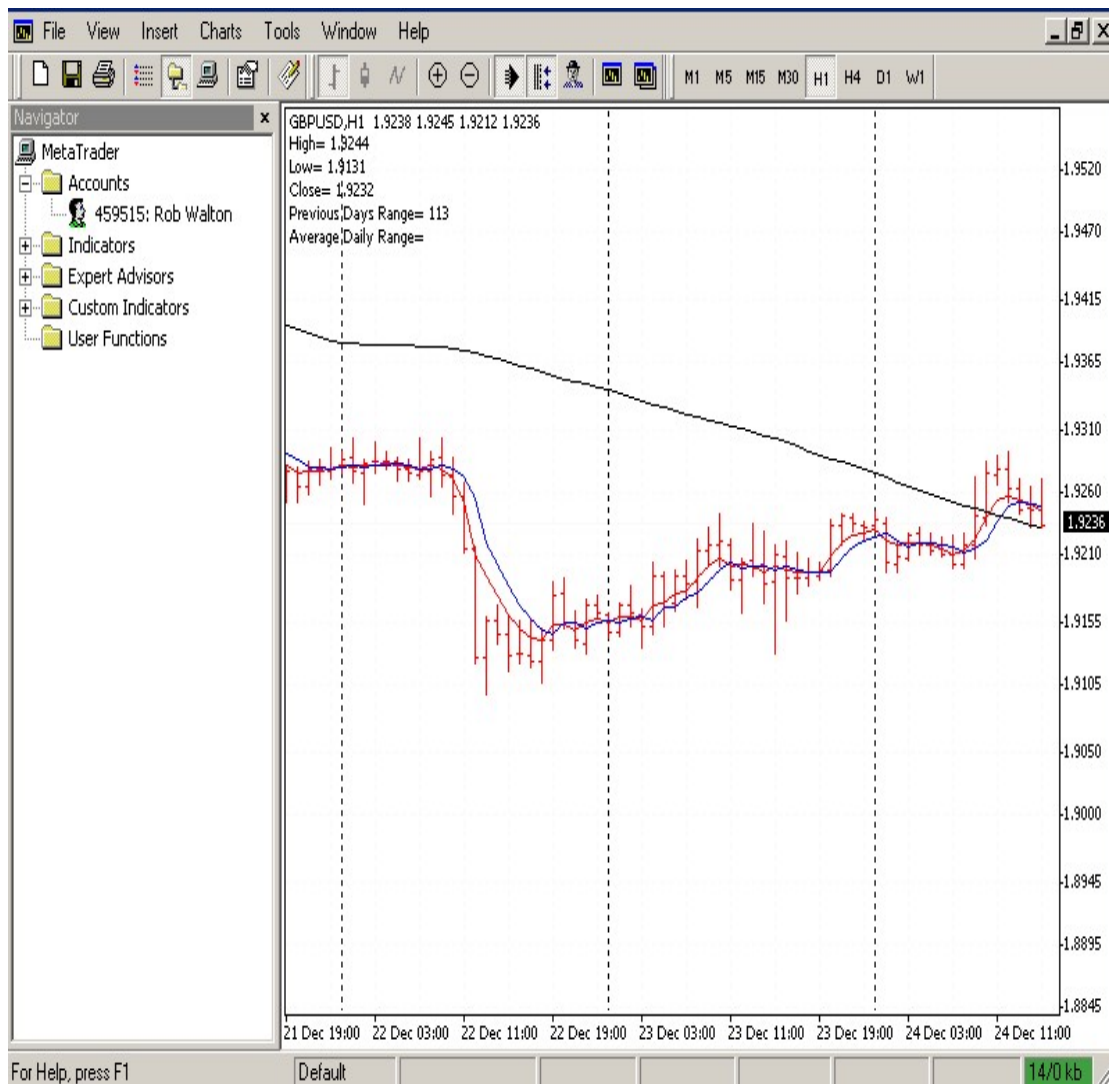 File View Insert Charts Tools Window Help
M1 M5 M15 M30 H1 H4 D1 W1
Navigator
MetaTrader
Accounts
459515: Rob Walton
Indicators
Expert Advisors
Custom Indicators
User Functions
GBPUSD,H1 1.9238 1.9245 1.9212 1.9236
High= 1.9244
Low= 1.9131
Close= 1.9232
Previous Days Range= 113
Average Daily Range=
1.9520
1.9470
1.9415
1.9365
1.9310
1.9260
1.9236
1.9210
1.9155
1.9105
1.9050
1.9000
1.8945
1.8895
1.8845
21 Dec 19:00 22 Dec 03:00 22 Dec 11:00 22 Dec 19:00 23 Dec 03:00 23 Dec 11:00 23 Dec 19:00 24 Dec 03:00 24 Dec 11:00
For Help, press F1 Default 14/0 kb